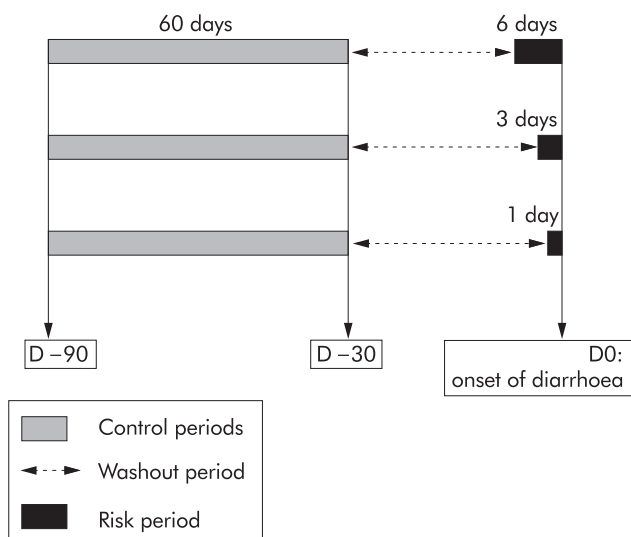 60 days
6 days
3 days
1 day
D –90
D –30
D0:
onset of diarrhoea
Control periods
Washout period
Risk period